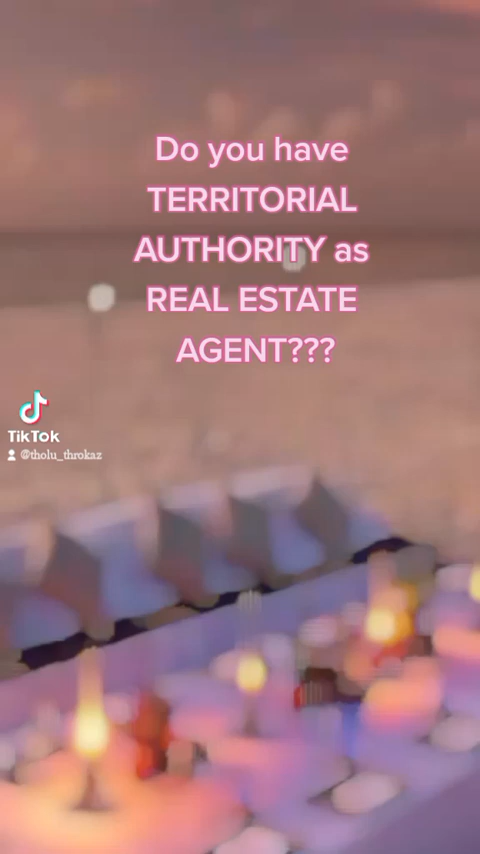 Do you have
TERRITORIAL
AUTHORITY as
REAL ESTATE
AGENT???
TikTok
@tholu_throkaz